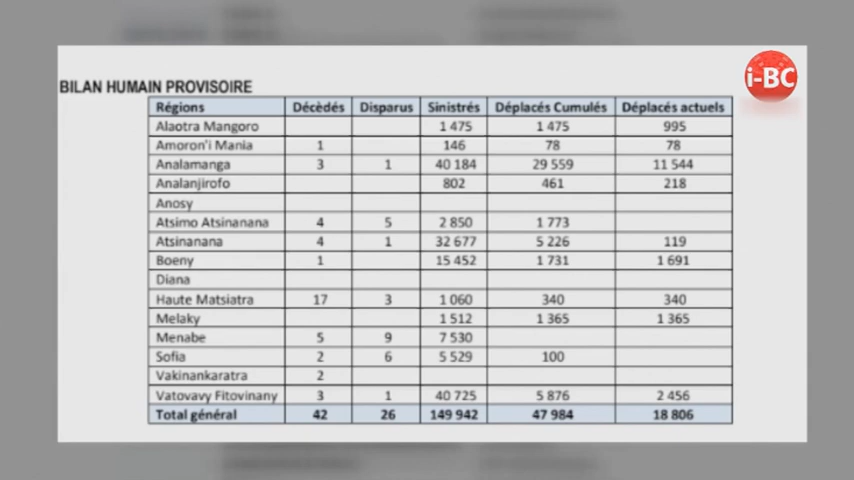 i-BC
BILAN HUMAIN PROVISOIRE
Régions Décèdés Disparus Sinistrés Déplacés Cumulés Déplacés actuels
Alaotra Mangoro 1 475 1 475 995
Amoron'i Mania 1 146 78 78
Analamanga 3 1 40 184 29 559 11 544
Analanjirofo 802 461 218
Anosy
Atsimo Atsinanana 4 5 2 850 1 773
Atsinanana 4 1 32 677 5 226 119
Boeny 1 15 452 1 731 1 691
Diana
Haute Matsiatra 17 3 1 060 340 340
Melaky 1 512 1 365 1 365
Menabe 5 9 7 530
Sofia 2 6 5 529 100
Vakinankaratra 2
Vatovavy Fitovinany 3 1 40 725 5 876 2 456
Total général 42 26 149 942 47 984 18 806